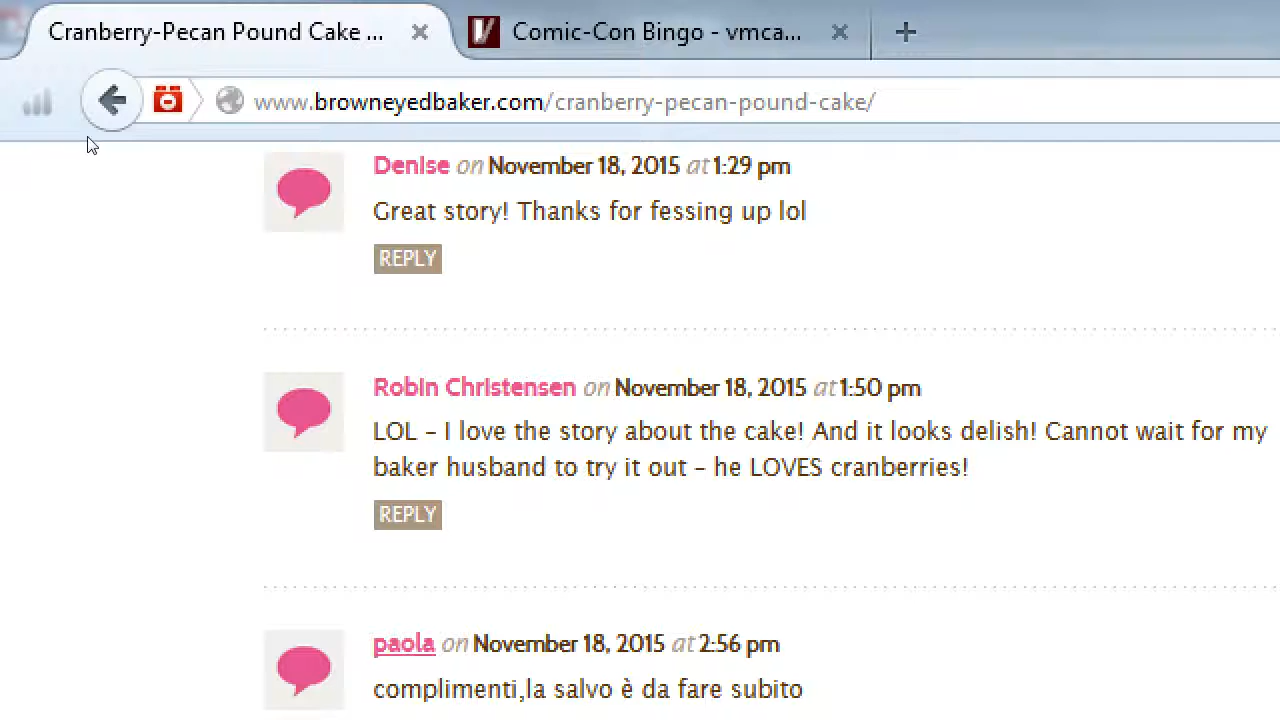 Cranberry-Pecan Pound Cake ...
Comic-Con Bingo - vmca...
www.browneyedbaker.com/cranberry-pecan-pound-cake/
Denise on November 18, 2015 at 1:29 pm
Great story! Thanks for fessing up lol
REPLY
Robin Christensen on November 18, 2015 at 1:50 pm
LOL – I love the story about the cake! And it looks delish! Cannot wait for my
baker husband to try it out – he LOVES cranberries!
REPLY
paola on November 18, 2015 at 2:56 pm
complimenti,la salvo è da fare subito